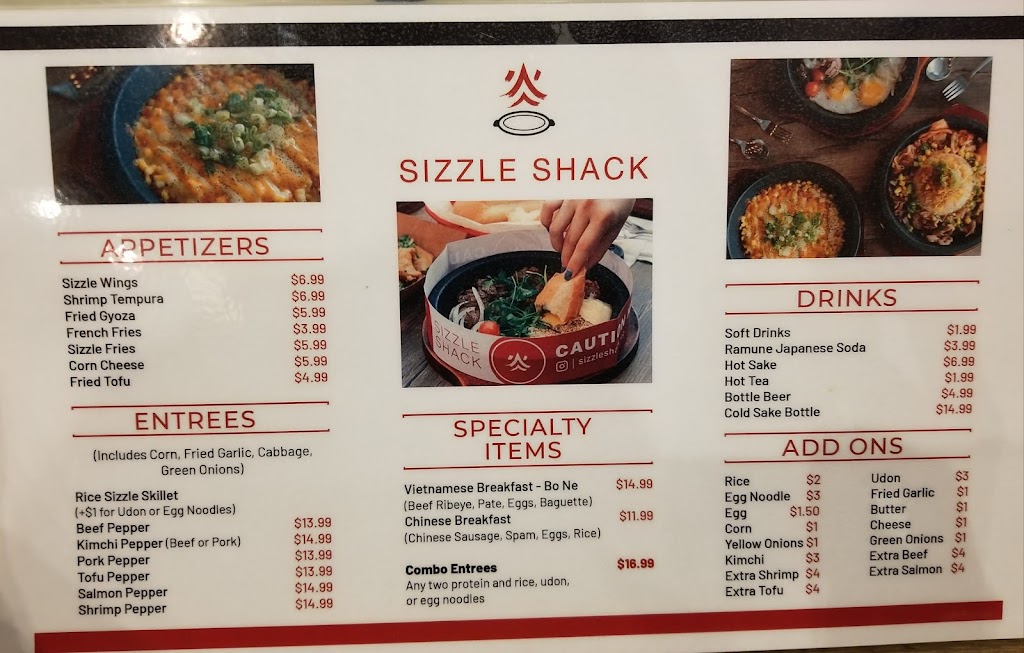 SIZZLE SHACK
APPETIZERS
Sizzle Wings $6.99
Shrimp Tempura $6.99
Fried Gyoza $5.99
French Fries $3.99
Sizzle Fries $5.99
Corn Cheese $5.99
Fried Tofu $4.99
ENTREES
(Includes Corn, Fried Garlic, Cabbage,
Green Onions)
Rice Sizzle Skillet
(+$1 for Udon or Egg Noodles)
Beef Pepper $13.99
Kimchi Pepper (Beef or Pork) $14.99
Pork Pepper $13.99
Tofu Pepper $13.99
Salmon Pepper $14.99
Shrimp Pepper $14.99
SIZZLE
SHACK
CAUTI
sizzlesh
SPECIALTY
ITEMS
Vietnamese Breakfast - Bo Ne $14.99
(Beef Ribeye, Pate, Eggs, Baguette)
Chinese Breakfast $11.99
(Chinese Sausage, Spam, Eggs, Rice)
Combo Entrees $16.99
Any two protein and rice, udon,
or egg noodles
DRINKS
Soft Drinks $1.99
Ramune Japanese Soda $3.99
Hot Sake $6.99
Hot Tea $1.99
Bottle Beer $4.99
Cold Sake Bottle $14.99
ADD ONS
Rice $2
Egg Noodle $3
Egg $1.50
Corn $1
Yellow Onions $1
Kimchi $3
Extra Shrimp $4
Extra Tofu $4
Udon $3
Fried Garlic $1
Butter $1
Cheese $1
Green Onions $1
Extra Beef $4
Extra Salmon $4